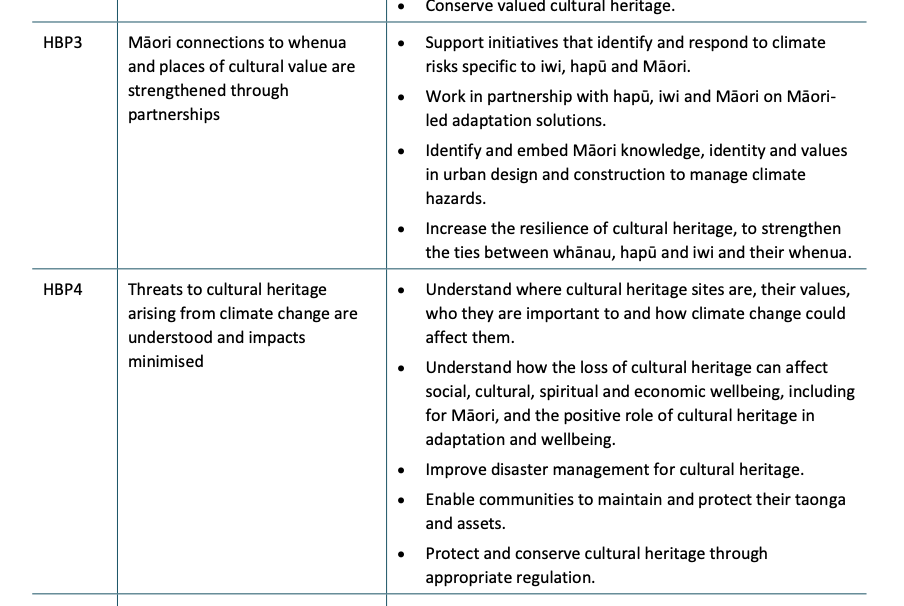 • Conserve valued cultural heritage.
HBP3
Māori connections to whenua
and places of cultural value are
strengthened through
partnerships
• Support initiatives that identify and respond to climate
risks specific to iwi, hapū and Māori.
• Work in partnership with hapū, iwi and Māori on Māori-
led adaptation solutions.
• Identify and embed Māori knowledge, identity and values
in urban design and construction to manage climate
hazards.
• Increase the resilience of cultural heritage, to strengthen
the ties between whānau, hapū and iwi and their whenua.
HBP4
Threats to cultural heritage
arising from climate change are
understood and impacts
minimised
• Understand where cultural heritage sites are, their values,
who they are important to and how climate change could
affect them.
• Understand how the loss of cultural heritage can affect
social, cultural, spiritual and economic wellbeing, including
for Māori, and the positive role of cultural heritage in
adaptation and wellbeing.
• Improve disaster management for cultural heritage.
• Enable communities to maintain and protect their taonga
and assets.
• Protect and conserve cultural heritage through
appropriate regulation.